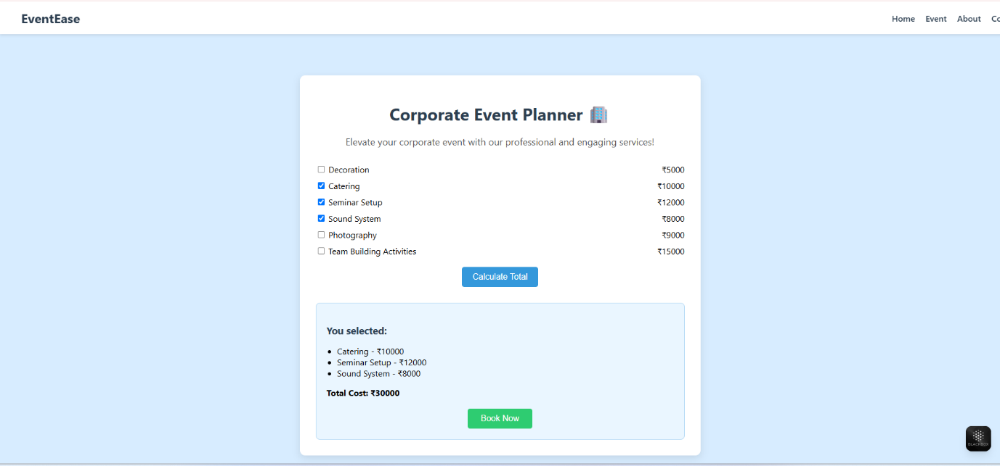 EventEase
Home Event About Co
Corporate Event Planner
Elevate your corporate event with our professional and engaging services!
Decoration ₹5000
Catering ₹10000
Seminar Setup ₹12000
Sound System ₹8000
Photography ₹9000
Team Building Activities ₹15000
Calculate Total
You selected:
Catering - ₹10000
Seminar Setup - ₹12000
Sound System - ₹8000
Total Cost: ₹30000
Book Now
BLACKBOX